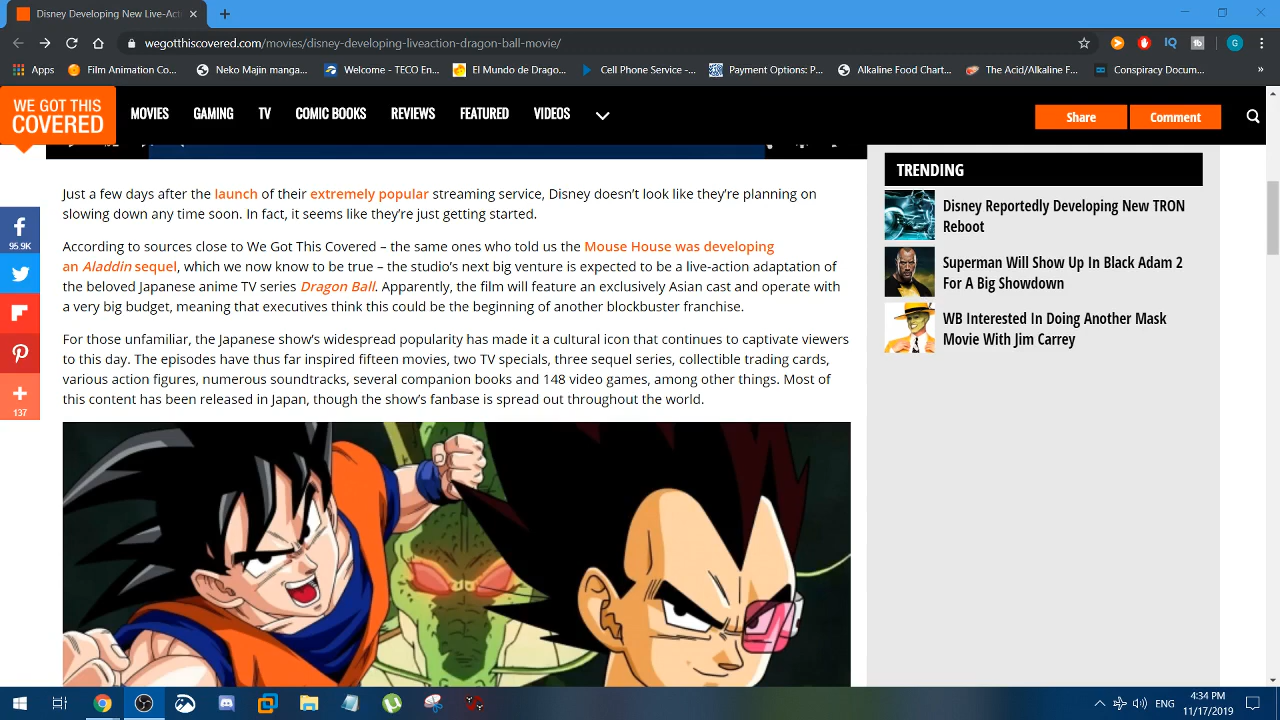 Disney Developing Live-Act
wegotthiscovered.com/movies/disney-developing-liveaction-dragon-ball-movie/
Apps
Film Animation Co...
Neko Majin manga...
Welcome - TECO En...
El Mundo de Drago...
Cell Phone Service -...
Payment Options: P...
Alkaline Food Chart...
The Acid/Alkaline F...
Conspiracy Docum...
WE GOT THIS
COVERED
MOVIES
GAMING
TV
COMIC BOOKS
REVIEWS
FEATURED
VIDEOS
Share
Comment
95.9K
137
Just a few days after the launch of their extremely popular streaming service, Disney doesn't look like they're planning on
slowing down any time soon. In fact, it seems like they're just getting started.
According to sources close to We Got This Covered – the same ones who told us the Mouse House was developing
an Aladdin sequel, which we now know to be true – the studio's next big venture is expected to be a live-action adaptation of
the beloved Japanese anime TV series Dragon Ball. Apparently, the film will feature an exclusively Asian cast and operate with
a very big budget, meaning that executives think this could be the beginning of another blockbuster franchise.
For those unfamiliar, the Japanese show's widespread popularity has made it a cultural icon that continues to captivate viewers
to this day. The episodes have thus far inspired fifteen movies, two TV specials, three sequel series, collectible trading cards,
various action figures, numerous soundtracks, several companion books and 148 video games, among other things. Most of
this content has been released in Japan, though the show's fanbase is spread out throughout the world.
TRENDING
Disney Reportedly Developing New TRON
Reboot
Superman Will Show Up In Black Adam 2
For A Big Showdown
WB Interested In Doing Another Mask
Movie With Jim Carrey
ENG
4:34 PM
11/17/2019